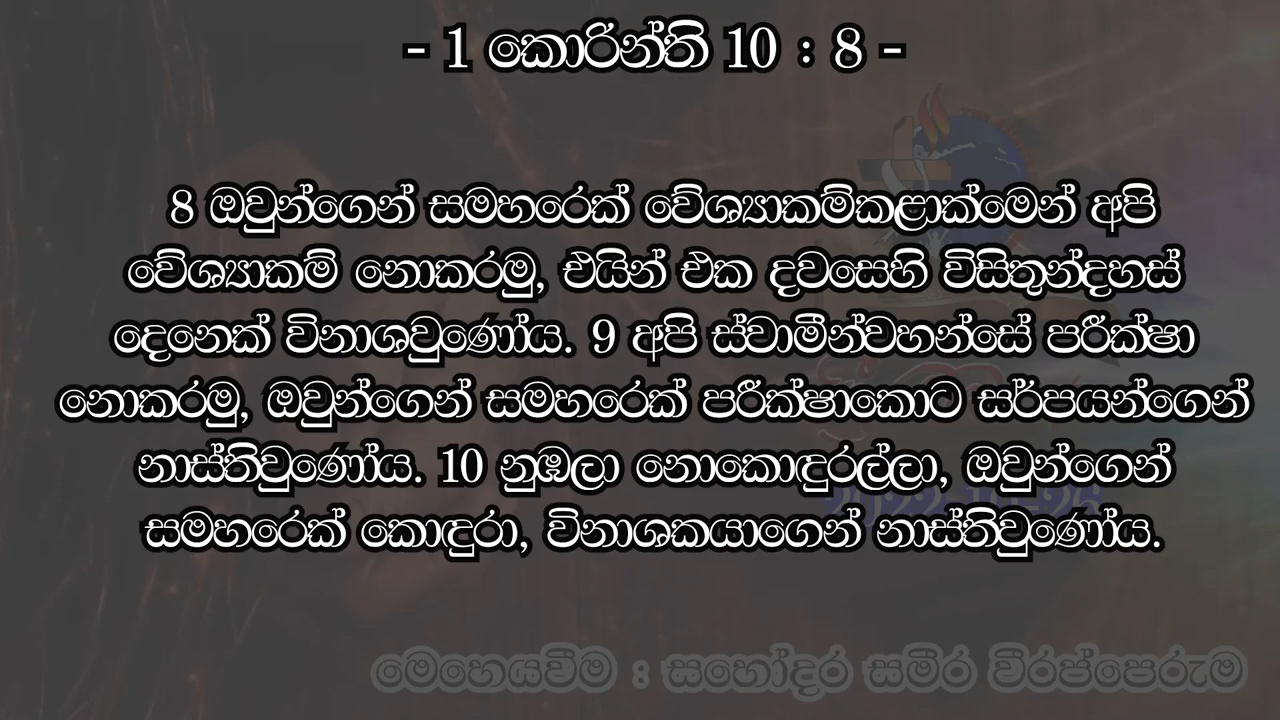 - 1 කොරින්ති 10 : 8 -
8 ඔවුන්ගෙන් සමහරෙක් වේශ්‍යාකම්කළාක්මෙන් අපි
වේශ්‍යාකම් නොකරමු, එයින් එක දවසෙහි විසිතුන්දහස්
දෙනෙක් විනාශවුණෝය. 9 අපි ස්වාමීන්වහන්සේ පරීක්ෂා
නොකරමු, ඔවුන්ගෙන් සමහරෙක් පරීක්ෂාකොට සර්පයන්ගෙන්
නාස්තිවුණෝය. 10 නුඹලා නොකොඳුරල්ලා, ඔවුන්ගෙන්
සමහරෙක් කොඳුරා, විනාශකයාගෙන් නාස්තිවුණෝය.
මෙහෙයවීම : සහෝදර සමීර වීරප්පෙරුම